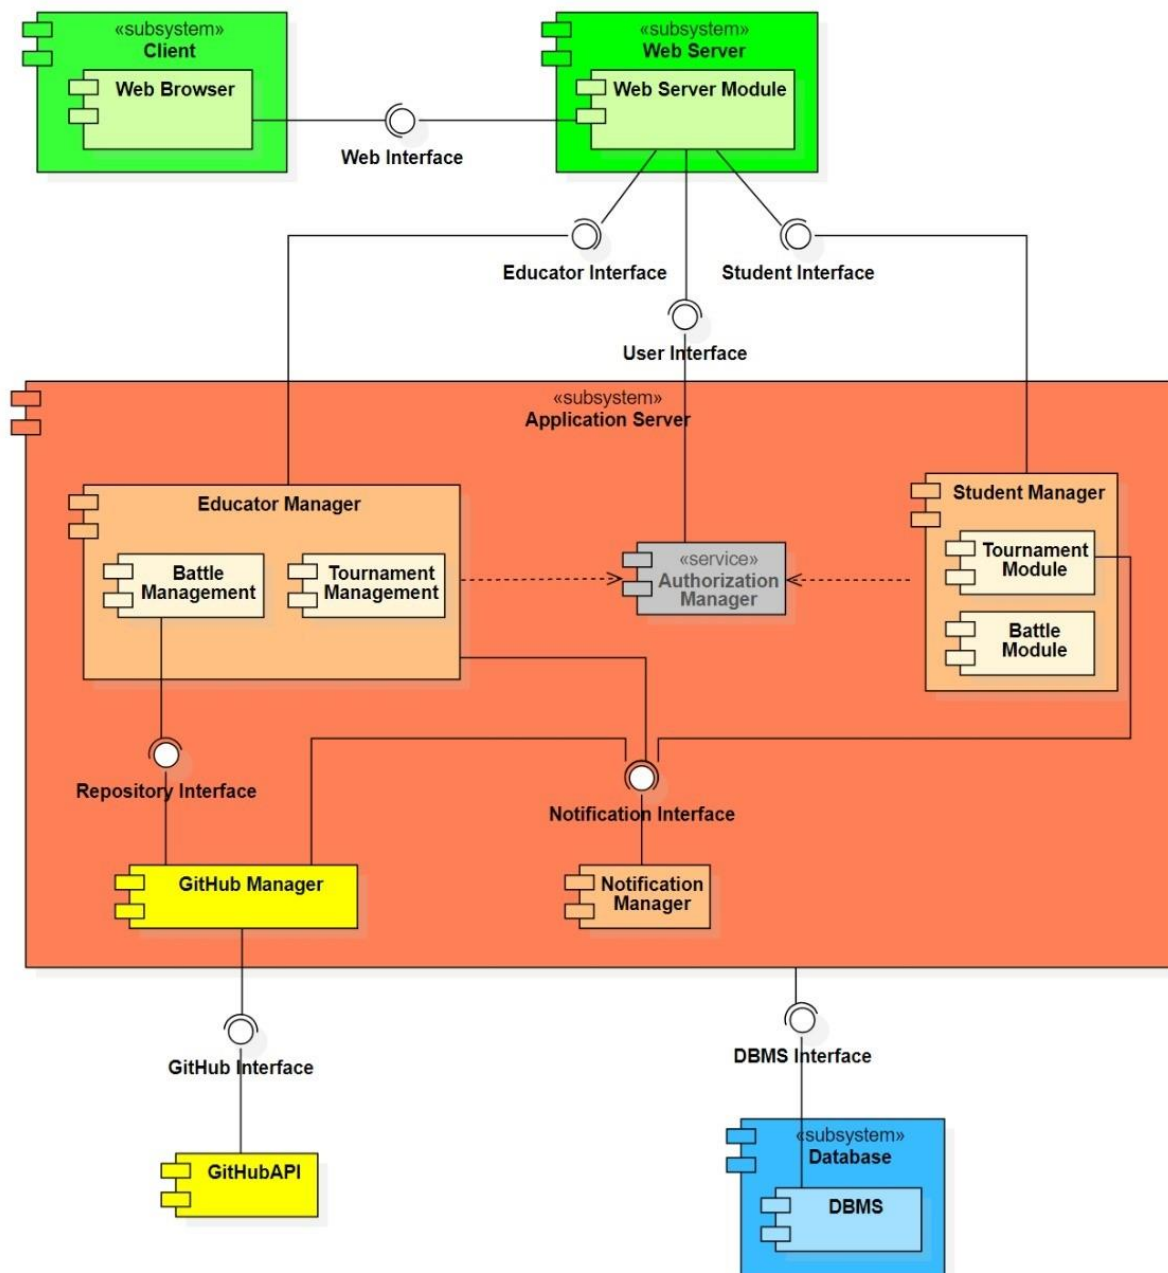 «subsystem»
Client
Web Browser
«subsystem»
Web Server
Web Server Module
Web Interface
Educator Interface
Student Interface
User Interface
«subsystem»
Application Server
Educator Manager
Battle
Management
Tournament
Management
«service»
Authorization
Manager
Student Manager
Tournament
Module
Battle
Module
Repository Interface
Notification Interface
GitHub Manager
Notification
Manager
GitHub Interface
DBMS Interface
GitHubAPI
«subsystem»
Database
DBMS